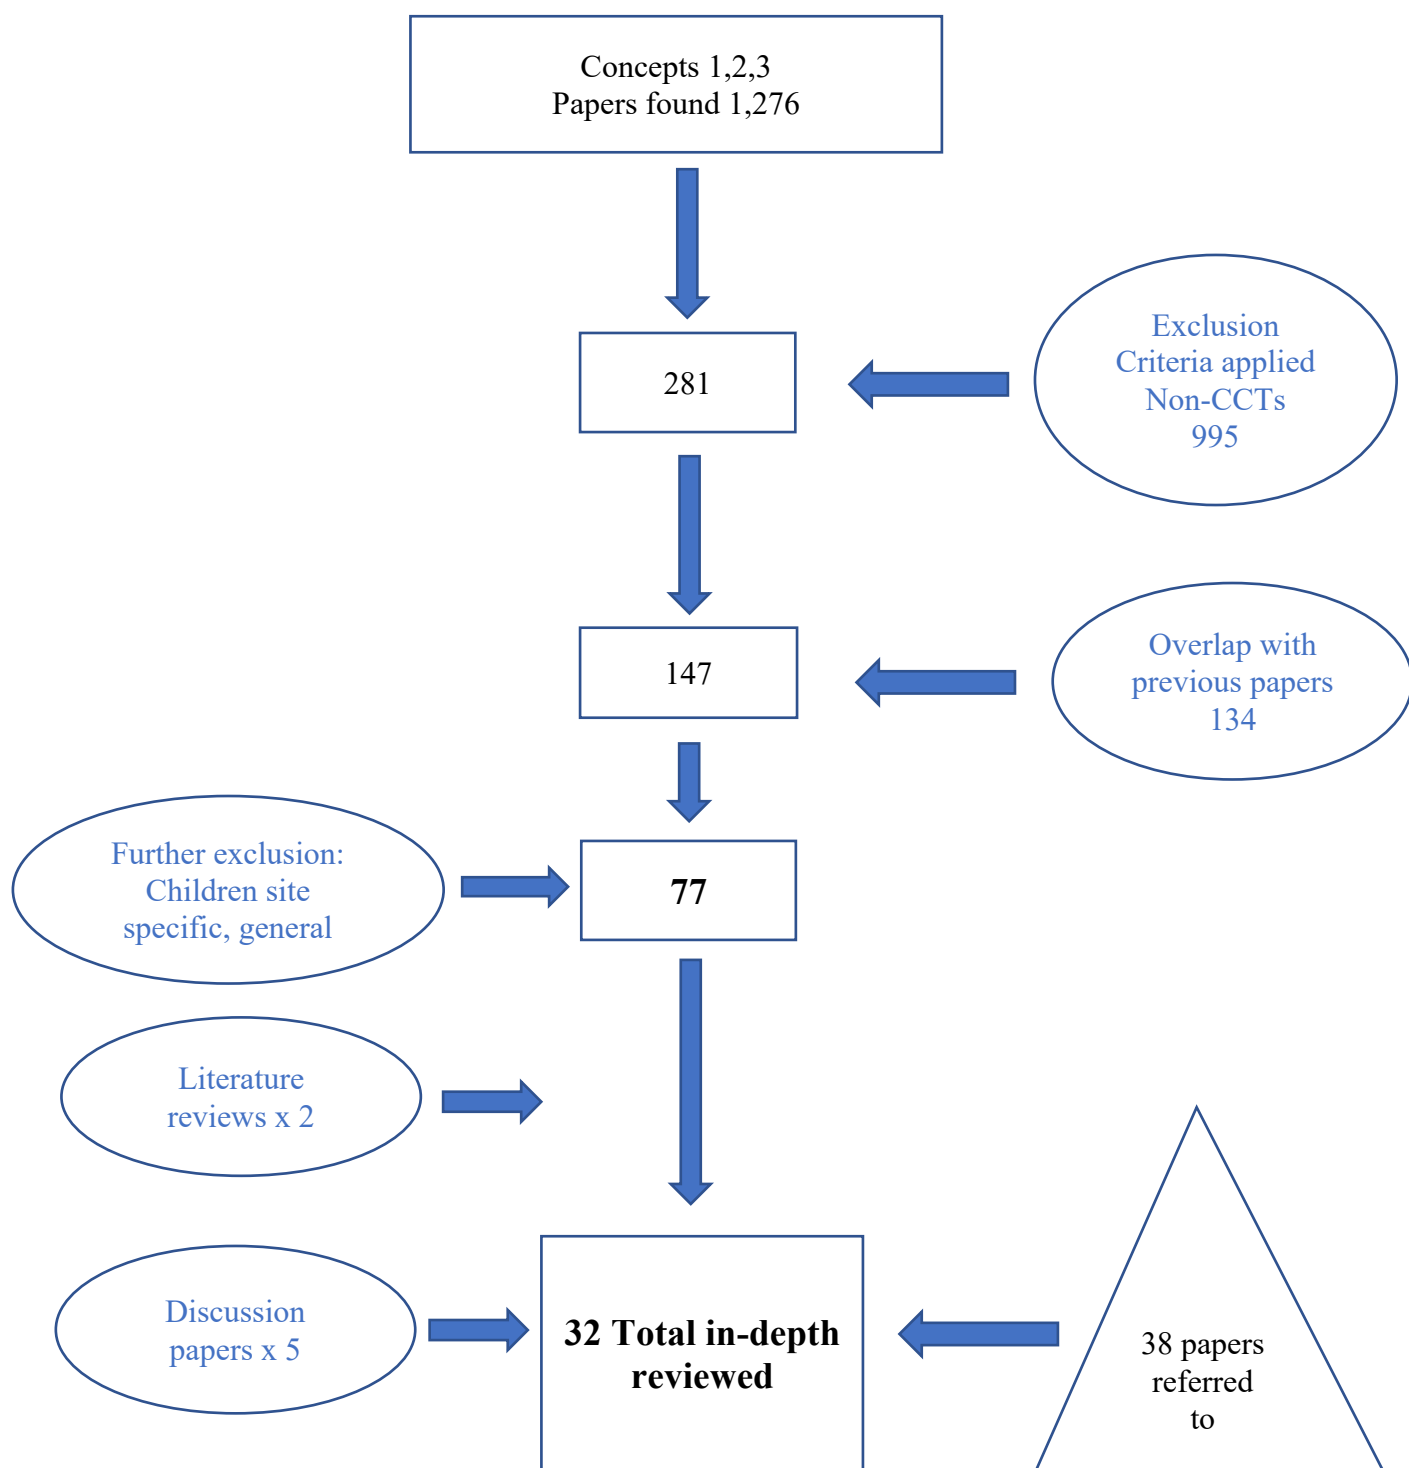 Concepts 1,2,3
Papers found 1,276
281
Exclusion
Criteria applied
Non-CCTs
995
147
Overlap with
previous papers
134
Further exclusion:
Children site
specific, general
77
Literature
reviews x 2
Discussion
papers x 5
32 Total in-depth
reviewed
38 papers
referred
to